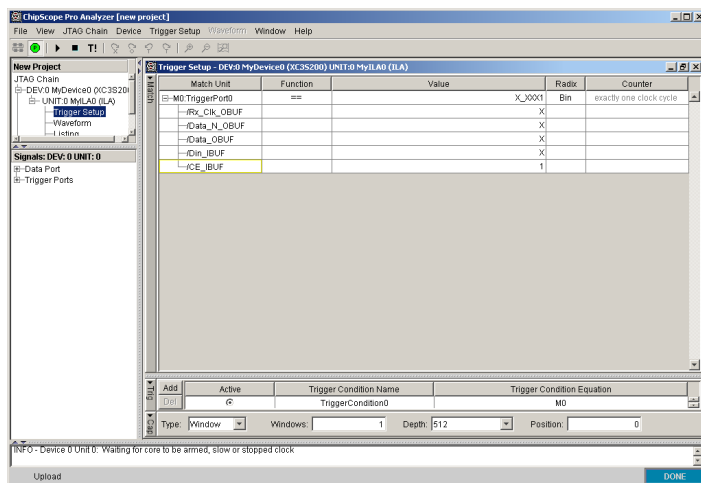 ChipScope Pro Analyzer [new project]
File View JTAG Chain Device Trigger Setup Waveform Window Help
T!
New Project
JTAG Chain
DEV:0 MyDevice0 (XC3S20
UNIT:0 MyILA0 (ILA)
Trigger Setup
Waveform
Listing
Signals: DEV: 0 UNIT: 0
Data Port
Trigger Ports
Trigger Setup - DEV:0 MyDevice0 (XC3S200) UNIT:0 MyILA0 (ILA)
Match
Match Unit Function Value Radix Counter
M0:TriggerPort0 == X_XXX1 Bin exactly one clock cycle
/Rx_Clk_OBUF X
/Data_N_OBUF X
/Data_OBUF X
/Din_IBUF X
/CE_IBUF 1
Trig
Add Active Trigger Condition Name Trigger Condition Equation
Del TriggerCondition0 M0
Cap
Type: Window Windows: 1 Depth: 512 Position: 0
INFO - Device 0 Unit 0: Waiting for core to be armed, slow or stopped clock
Upload DONE